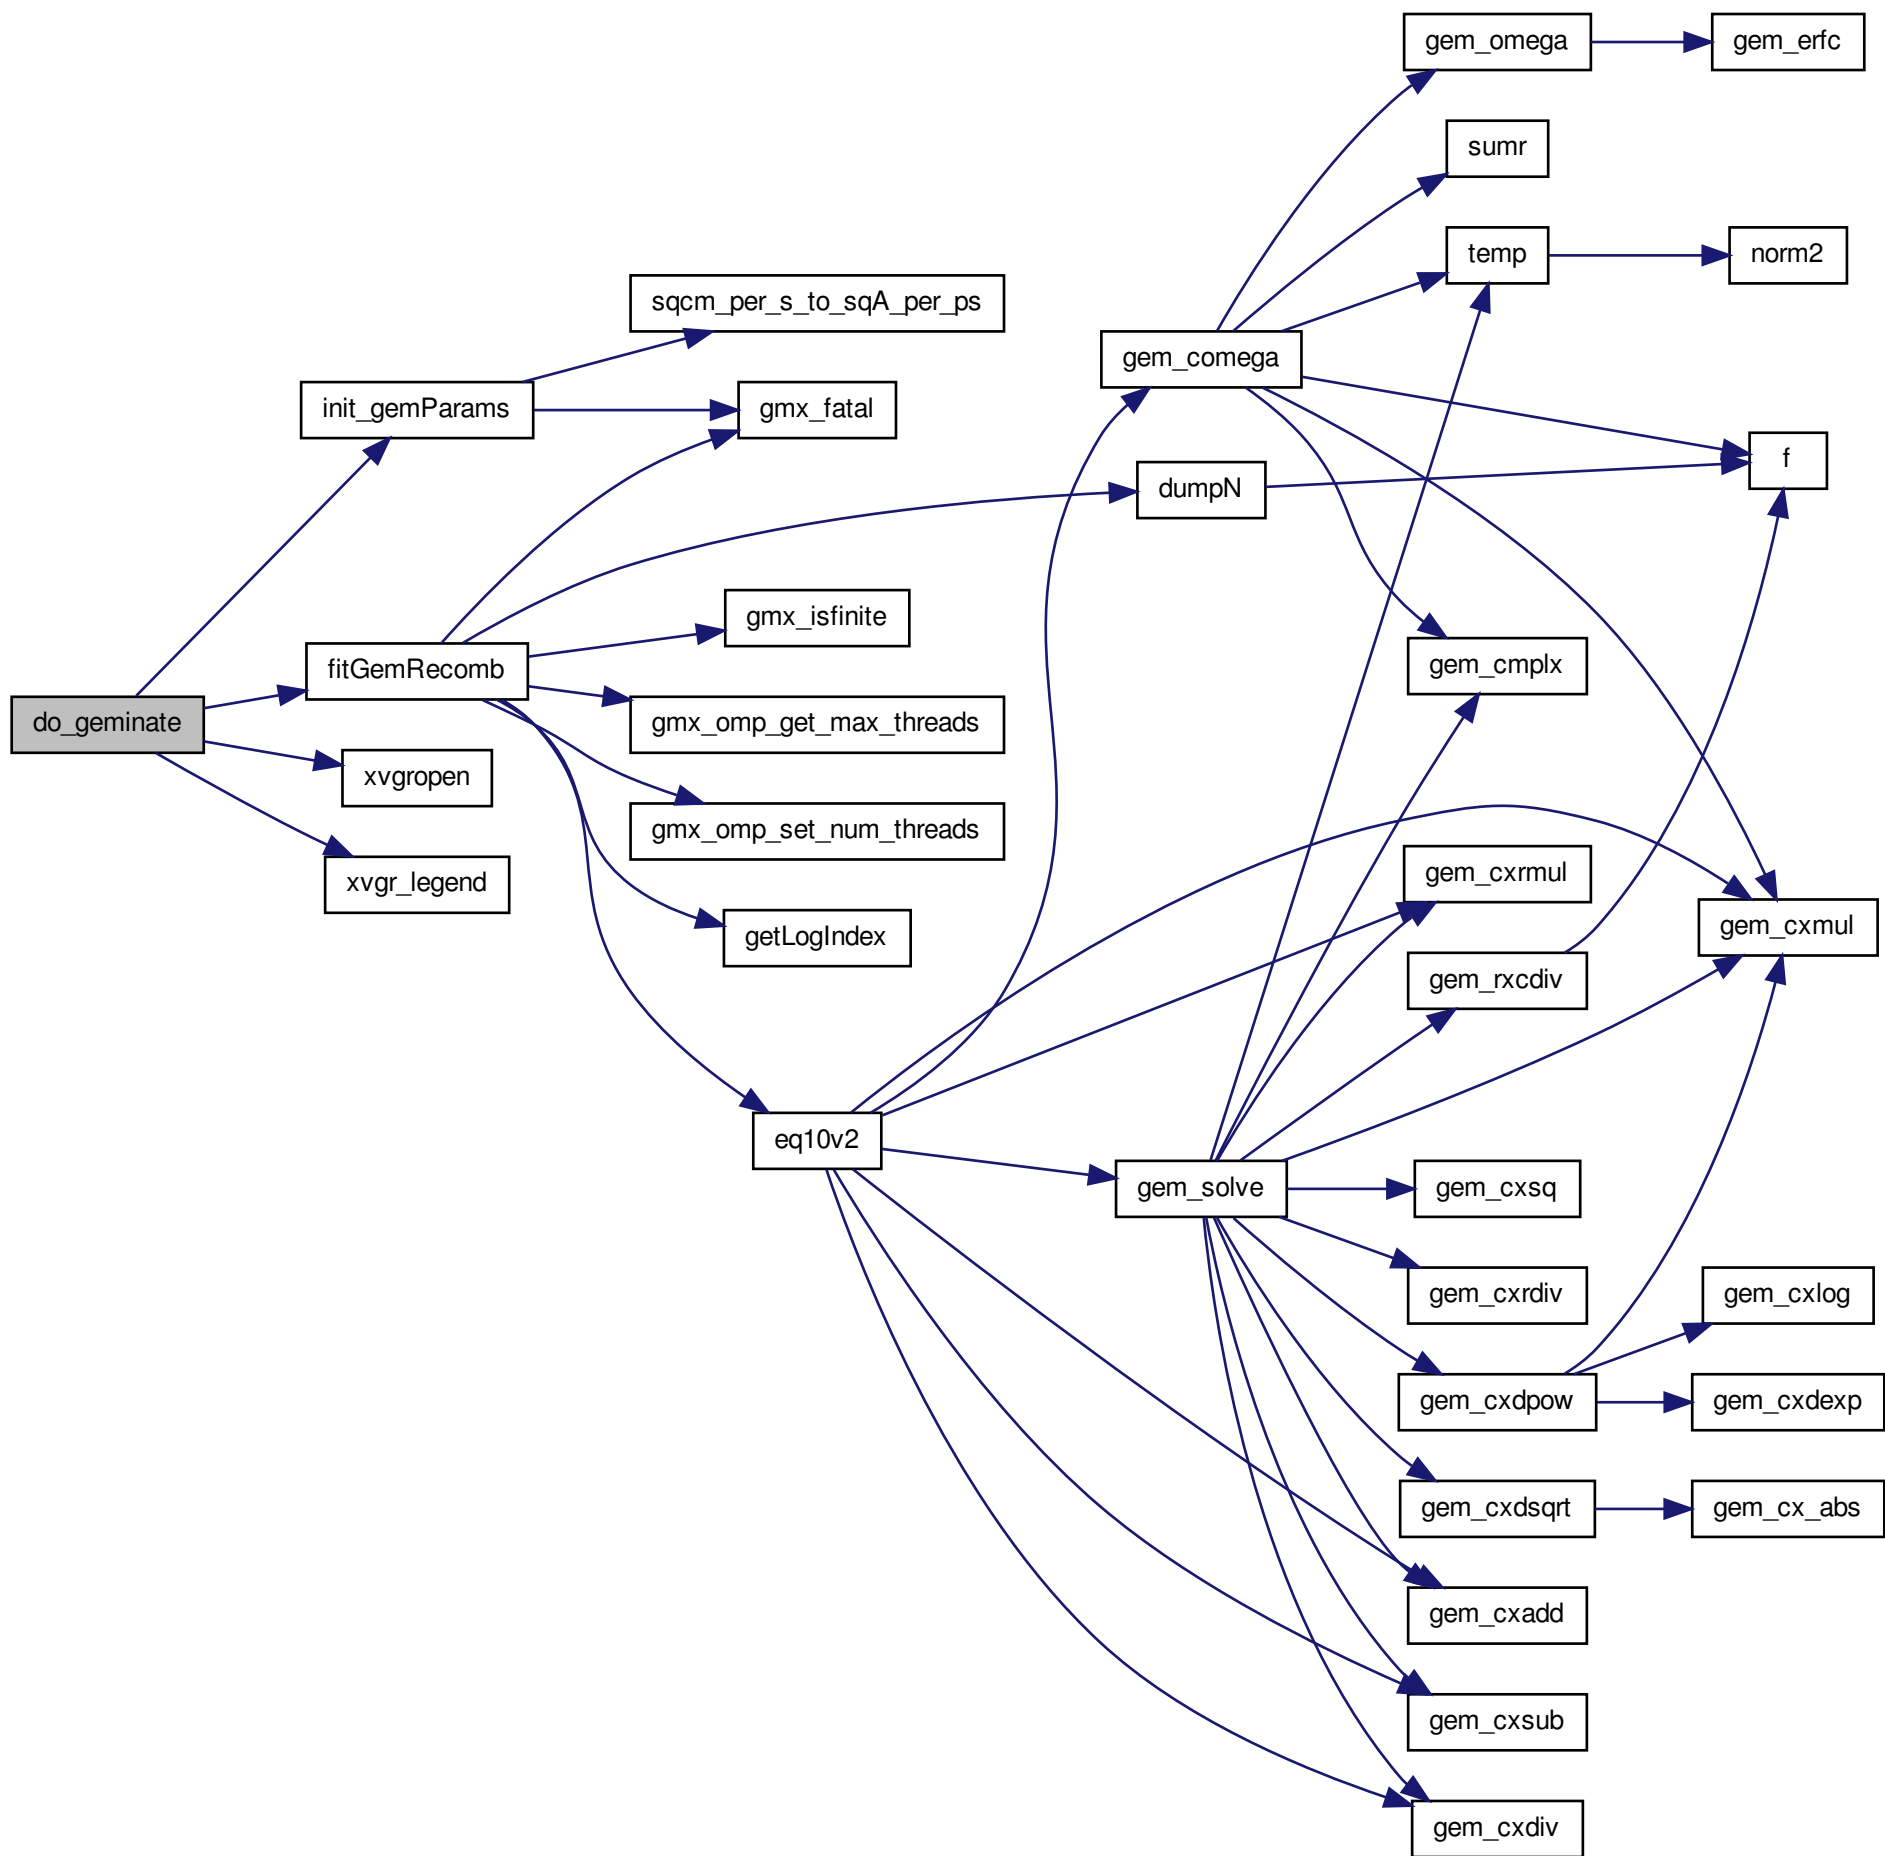 gem_omega
gem_erfc
sumr
temp
norm2
sqcm_per_s_to_sqA_per_ps
gem_comega
init_gemParams
gmx_fatal
f
dumpN
gmx_isfinite
fitGemRecomb
gem_cmplx
do_geminate
gmx_omp_get_max_threads
xvgropen
gmx_omp_set_num_threads
xvgr_legend
gem_cxrmul
getLogIndex
gem_cxmul
gem_rxcdiv
eq10v2
gem_solve
gem_cxsq
gem_cxrdiv
gem_cxlog
gem_cxdpow
gem_cxdexp
gem_cxdsqrt
gem_cx_abs
gem_cxadd
gem_cxsub
gem_cxdiv